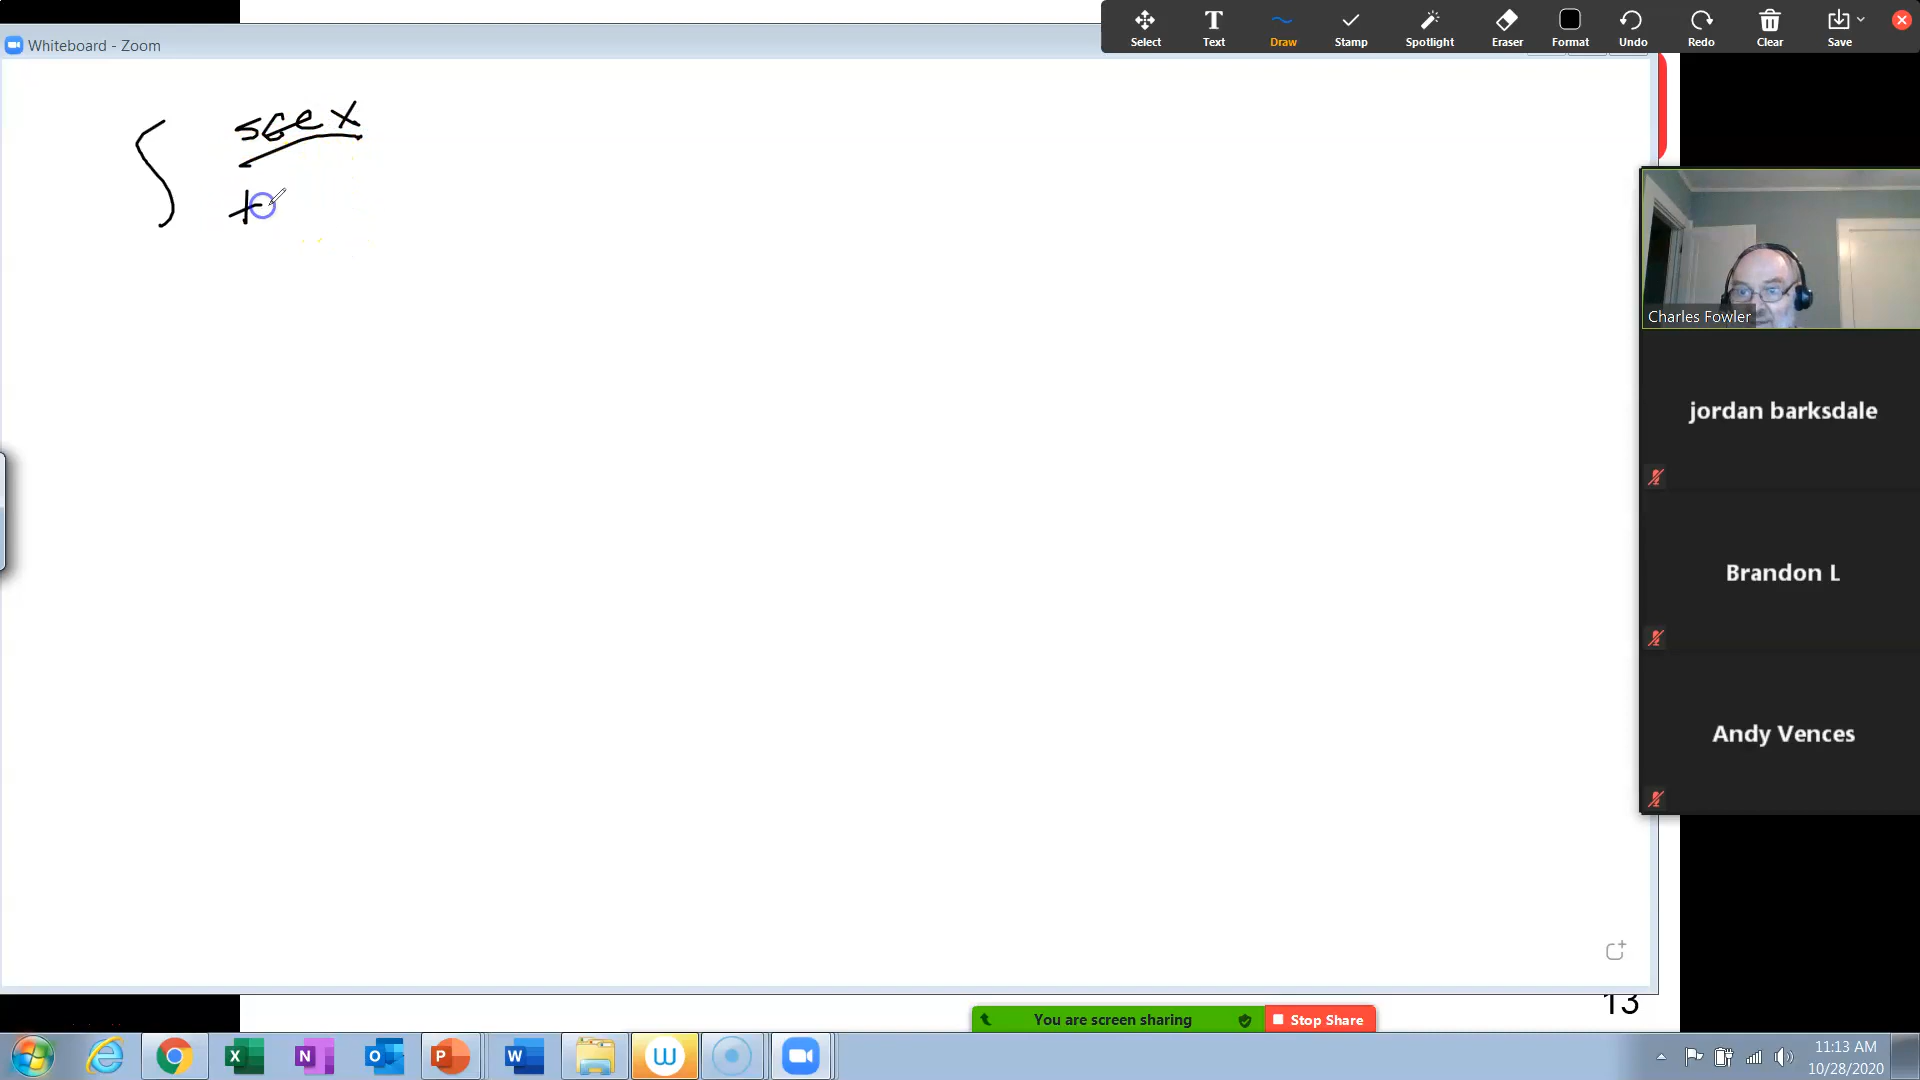 Select Text Draw Stamp Spotlight Eraser Format Undo Redo Clear Save
Whiteboard - Zoom
∫ sec x
t
Charles Fowler
jordan barksdale
Brandon L
Andy Vences
13
You are screen sharing Stop Share
11:13 AM
10/28/2020